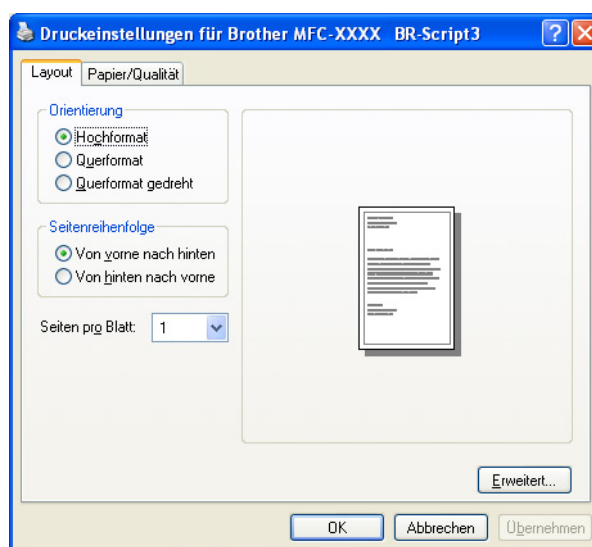 Druckeinstellungen für Brother MFC-XXXX BR-Script3
Layout
Papier/Qualität
Orientierung
Hochformat
Querformat
Querformat gedreht
Seitenreihenfolge
Von vorne nach hinten
Von hinten nach vorne
Seiten pro Blatt: 1
Erweitert...
OK
Abbrechen
Übernehmen